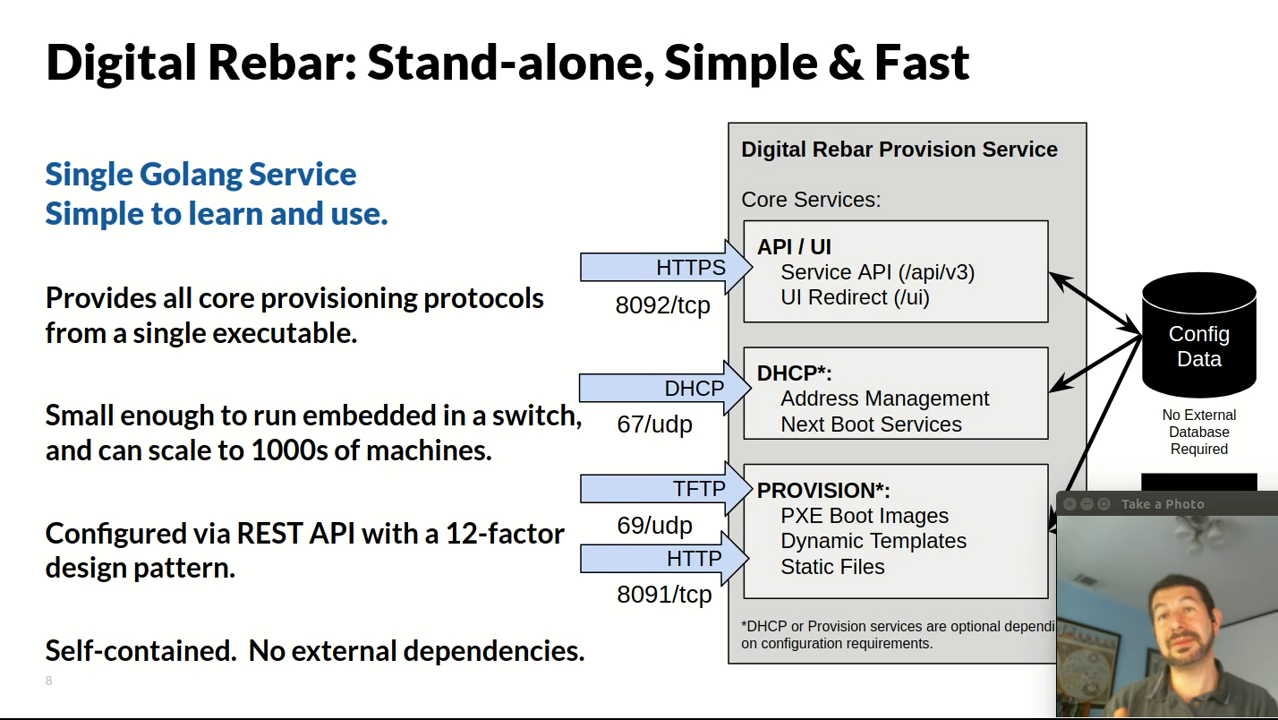 Digital Rebar: Stand-alone, Simple & Fast
Single Golang Service
Simple to learn and use.
Provides all core provisioning protocols
from a single executable.
Small enough to run embedded in a switch,
and can scale to 1000s of machines.
Configured via REST API with a 12-factor
design pattern.
Self-contained.  No external dependencies.
8
HTTPS
8092/tcp
DHCP
67/udp
TFTP
69/udp
HTTP
8091/tcp
Digital Rebar Provision Service
Core Services:
API / UI
Service API (/api/v3)
UI Redirect (/ui)
DHCP*:
Address Management
Next Boot Services
PROVISION*:
PXE Boot Images
Dynamic Templates
Static Files
*DHCP or Provision services are optional dependi
on configuration requirements.
Config
Data
No External
Database
Required
Take a Photo